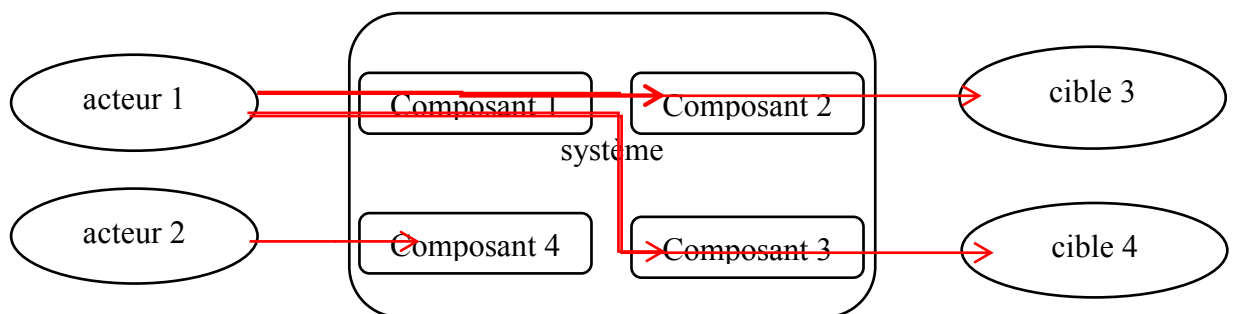 acteur 1
Composant 1
Composant 2
cible 3
système
acteur 2
Composant 4
Composant 3
cible 4